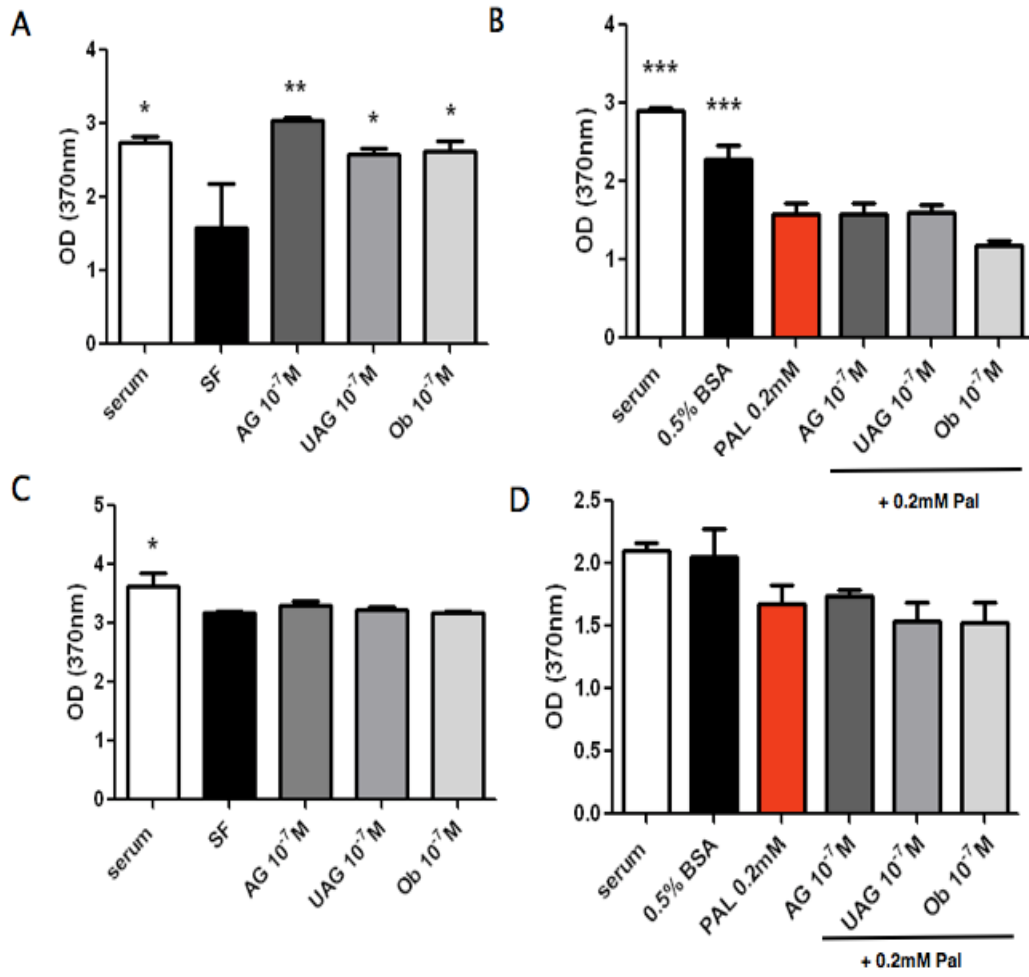 A
OD (370nm)
4
3
2
1
0
*
**
*
*
serum
SF
AG 10⁻⁷M
UAG 10⁻⁷M
Ob 10⁻⁷M
B
OD (370nm)
4
3
2
1
0
***
***
serum
0.5% BSA
PAL 0.2mM
AG 10⁻⁷M
UAG 10⁻⁷M
Ob 10⁻⁷M
+ 0.2mM Pal
C
OD (370nm)
5
4
3
2
1
0
*
serum
SF
AG 10⁻⁷M
UAG 10⁻⁷M
Ob 10⁻⁷M
D
OD (370nm)
2.5
2.0
1.5
1.0
0.5
0.0
serum
0.5% BSA
PAL 0.2mM
AG 10⁻⁷M
UAG 10⁻⁷M
Ob 10⁻⁷M
+ 0.2mM Pal